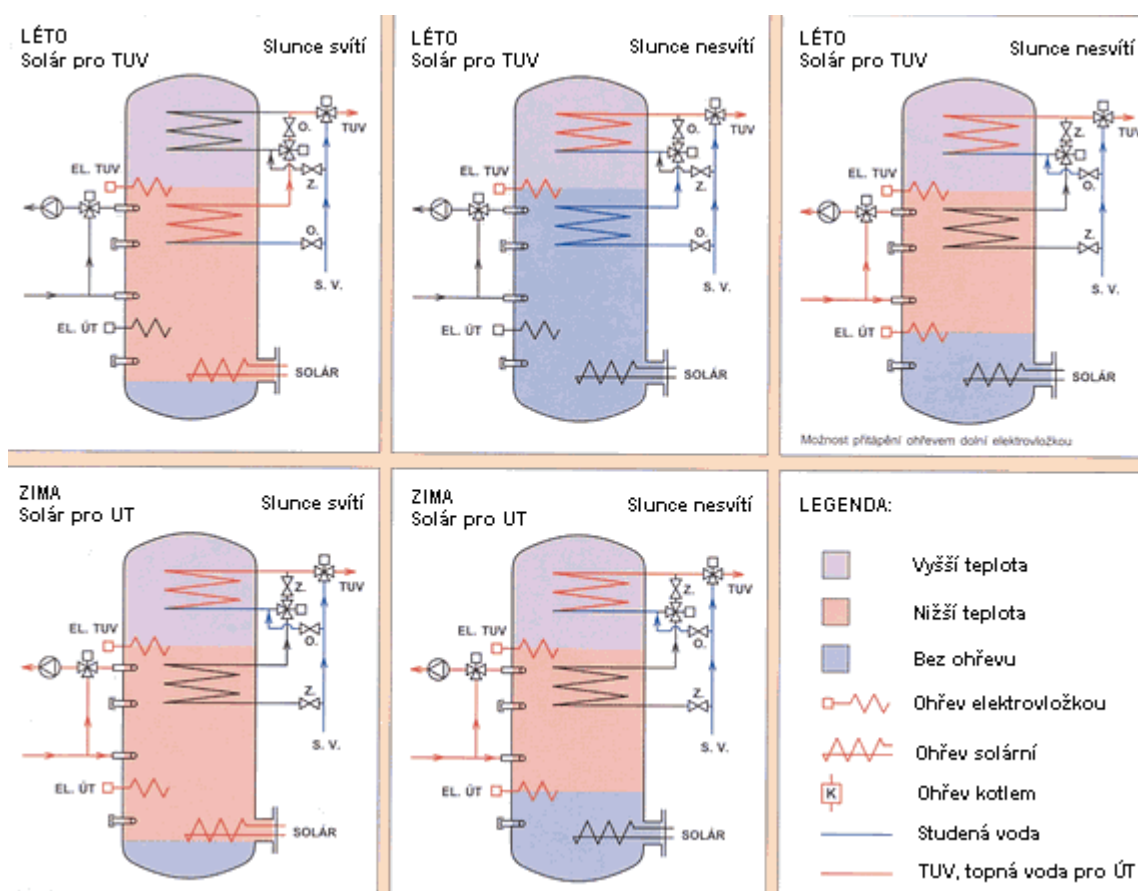 LÉTO
Solár pro TUV
Slunce svítí
TUV
O.
EL. TUV
Z.
O.
S. V.
EL. ÚT
SOLÁR
LÉTO
Solár pro TUV
Slunce nesvítí
TUV
O.
EL. TUV
Z.
O.
S. V.
EL. ÚT
SOLÁR
LÉTO
Solár pro TUV
Slunce nesvítí
TUV
Z.
EL. TUV
O.
Z.
S. V.
EL. ÚT
SOLÁR
Možnost přitápění ohřevem dolní elektrovložkou
ZIMA
Solár pro UT
Slunce svítí
TUV
Z.
EL. TUV
O.
Z.
S. V.
EL. ÚT
SOLÁR
ZIMA
Solár pro UT
Slunce nesvítí
TUV
Z.
EL. TUV
O.
Z.
S. V.
EL. ÚT
SOLÁR
LEGENDA:
Vyšší teplota
Nižší teplota
Bez ohřevu
Ohřev elektrovložkou
Ohřev solární
K
Ohřev kotlem
Studená voda
TUV, topná voda pro ÚT